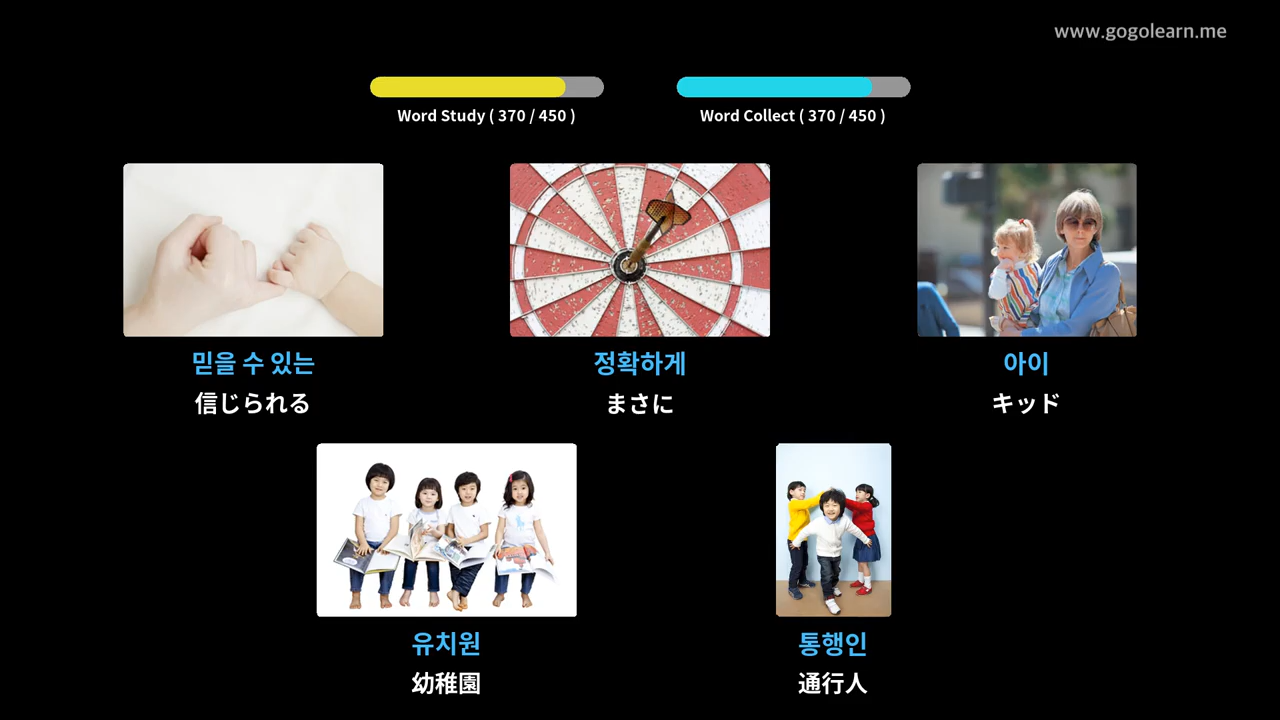 www.gogolearn.me
Word Study ( 370 / 450 )
Word Collect ( 370 / 450 )
믿을 수 있는
信じられる
정확하게
まさに
아이
キッド
유치원
幼稚園
통행인
通行人